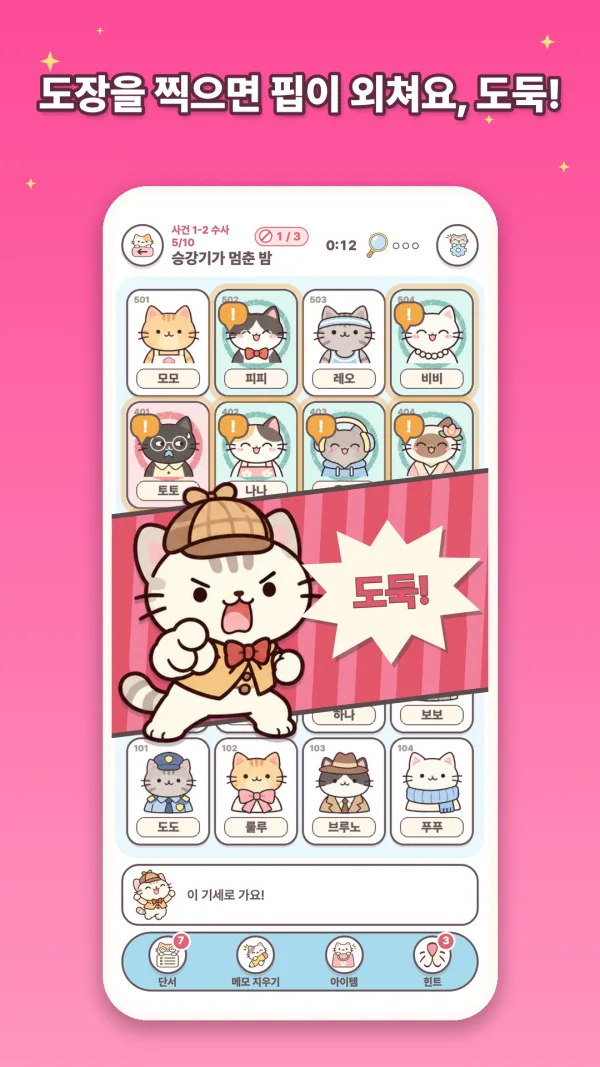 도장을 찍으면 핍이 외쳐요, 도둑!
사건 1-2 수사
5/10
승강기가 멈춘 밤
1 / 3
0:12
501
502
503
504
!
!
모모
피피
레오
비비
401
402
403
404
!
!
!
!
토토
나나
도둑!
하나
보보
101
102
103
104
도도
룰루
브루노
푸푸
이 기세로 가요!
7
3
단서
메모 지우기
아이템
힌트